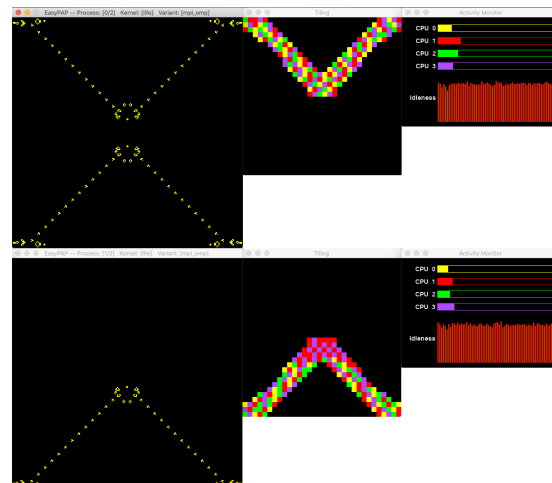 EasyPAP -- Process: [0/2] Kernel: [life] Variant: [mpi_omp]
Tiling
Activity Monitor
CPU 0
CPU 1
CPU 2
CPU 3
Idleness
EasyPAP -- Process: [1/2] Kernel: [life] Variant: [mpi_omp]
Tiling
Activity Monitor
CPU 0
CPU 1
CPU 2
CPU 3
Idleness